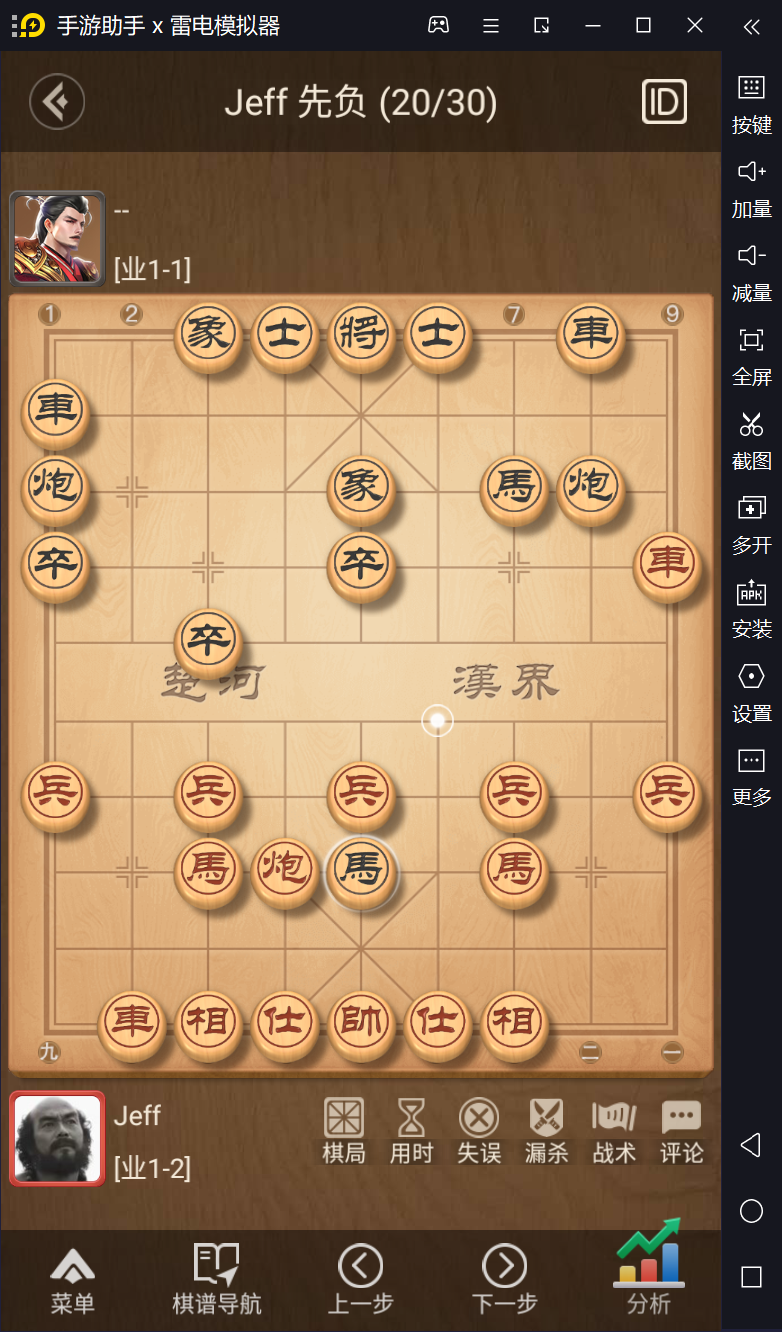 手游助手 x 雷电模拟器
Jeff 先负 (20/30)
ID
--
[业1-1]
1 2 7 9
象 士 將 士 車
車
炮 象 馬 炮
卒 卒 車
卒
楚河 漢界
兵 兵 兵 兵 兵
馬 炮 馬 馬
車 相 仕 帥 仕 相
九 二 一
Jeff
[业1-2]
棋局 用时 失误 漏杀 战术 评论
菜单 棋谱导航 上一步 下一步 分析
按键
加量
减量
全屏
截图
多开
APK
安装
设置
更多